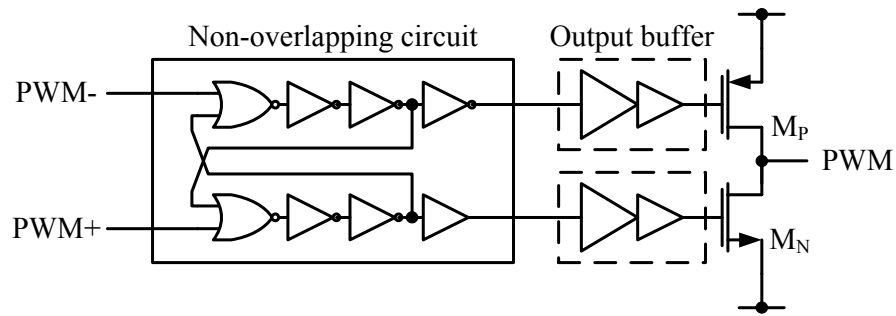 Non-overlapping circuit
Output buffer
PWM-
M_P
PWM
PWM+
M_N